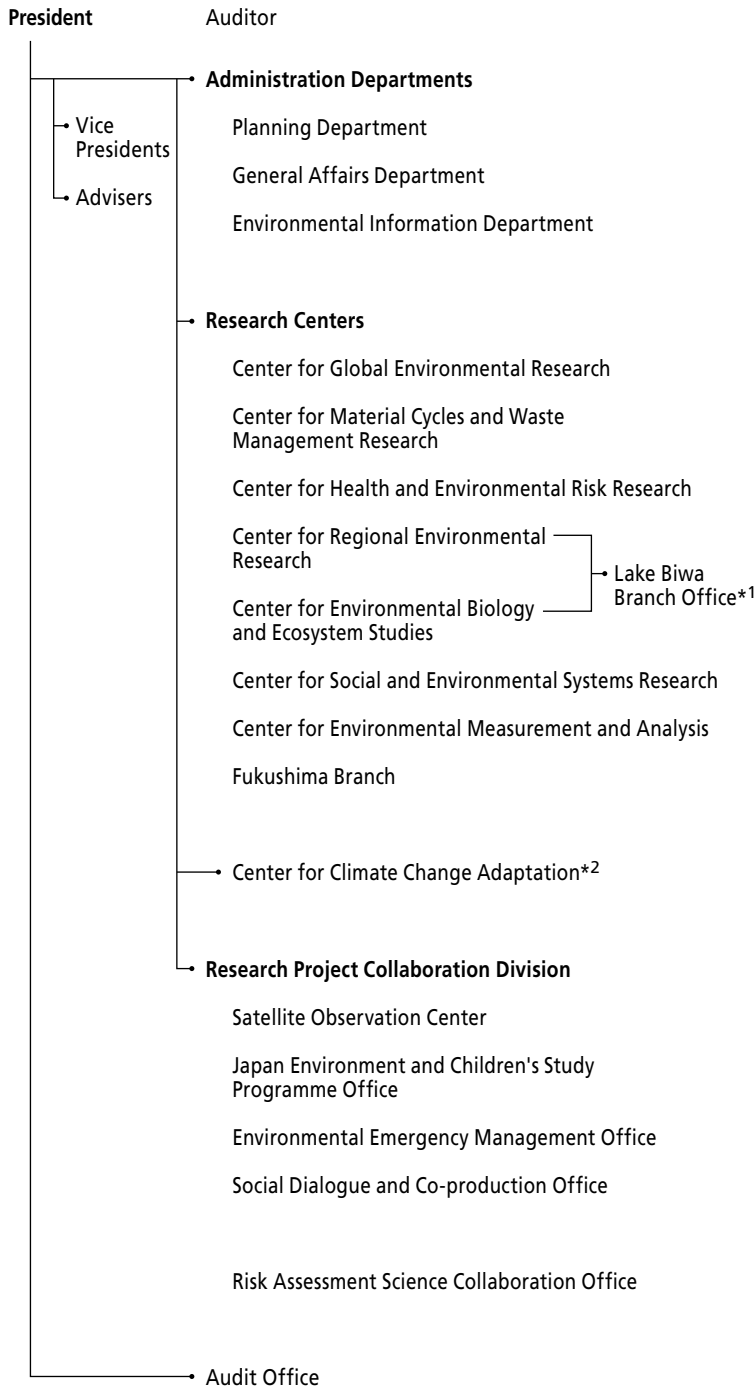 President
Auditor
Administration Departments
Vice
Presidents
Advisers
Planning Department
General Affairs Department
Environmental Information Department
Research Centers
Center for Global Environmental Research
Center for Material Cycles and Waste
Management Research
Center for Health and Environmental Risk Research
Center for Regional Environmental
Research
Center for Environmental Biology
and Ecosystem Studies
Lake Biwa
Branch Office*1
Center for Social and Environmental Systems Research
Center for Environmental Measurement and Analysis
Fukushima Branch
Center for Climate Change Adaptation*2
Research Project Collaboration Division
Satellite Observation Center
Japan Environment and Children's Study
Programme Office
Environmental Emergency Management Office
Social Dialogue and Co-production Office
Risk Assessment Science Collaboration Office
Audit Office